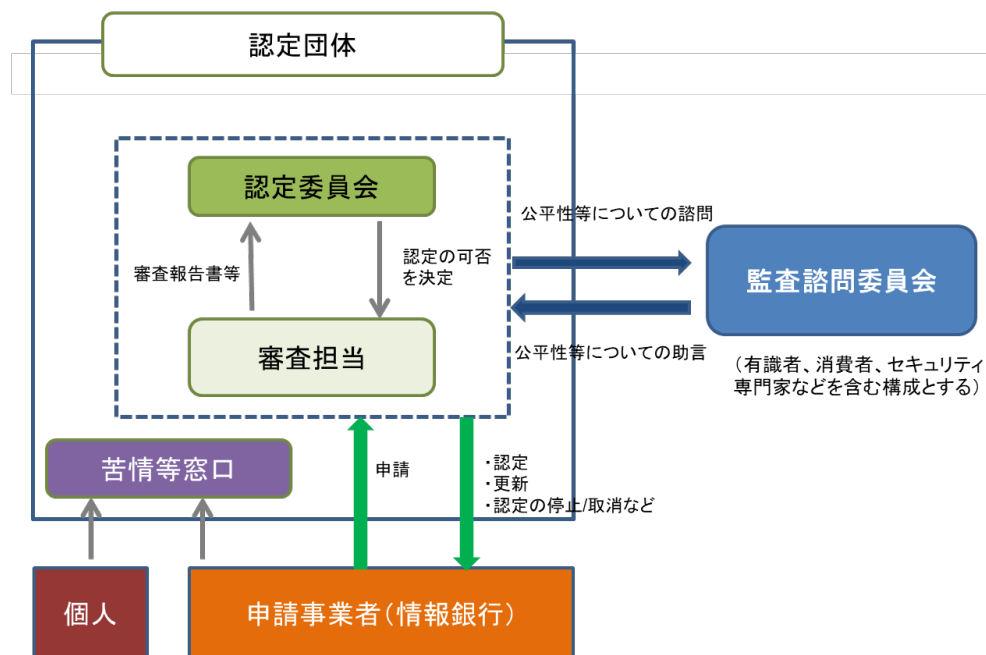 認定団体
認定委員会
審査報告書等
認定の可否
を決定
審査担当
公平性等についての諮問
監査諮問委員会
公平性等についての助言
（有識者、消費者、セキュリティ
専門家などを含む構成とする）
苦情等窓口
申請
・認定
・更新
・認定の停止/取消など
個人
申請事業者（情報銀行）